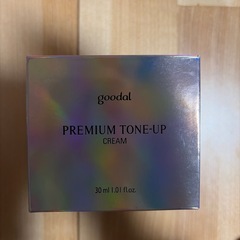 goodal
PREMIUM TONE-UP
CREAM
30 ml 1.01 fl.oz.